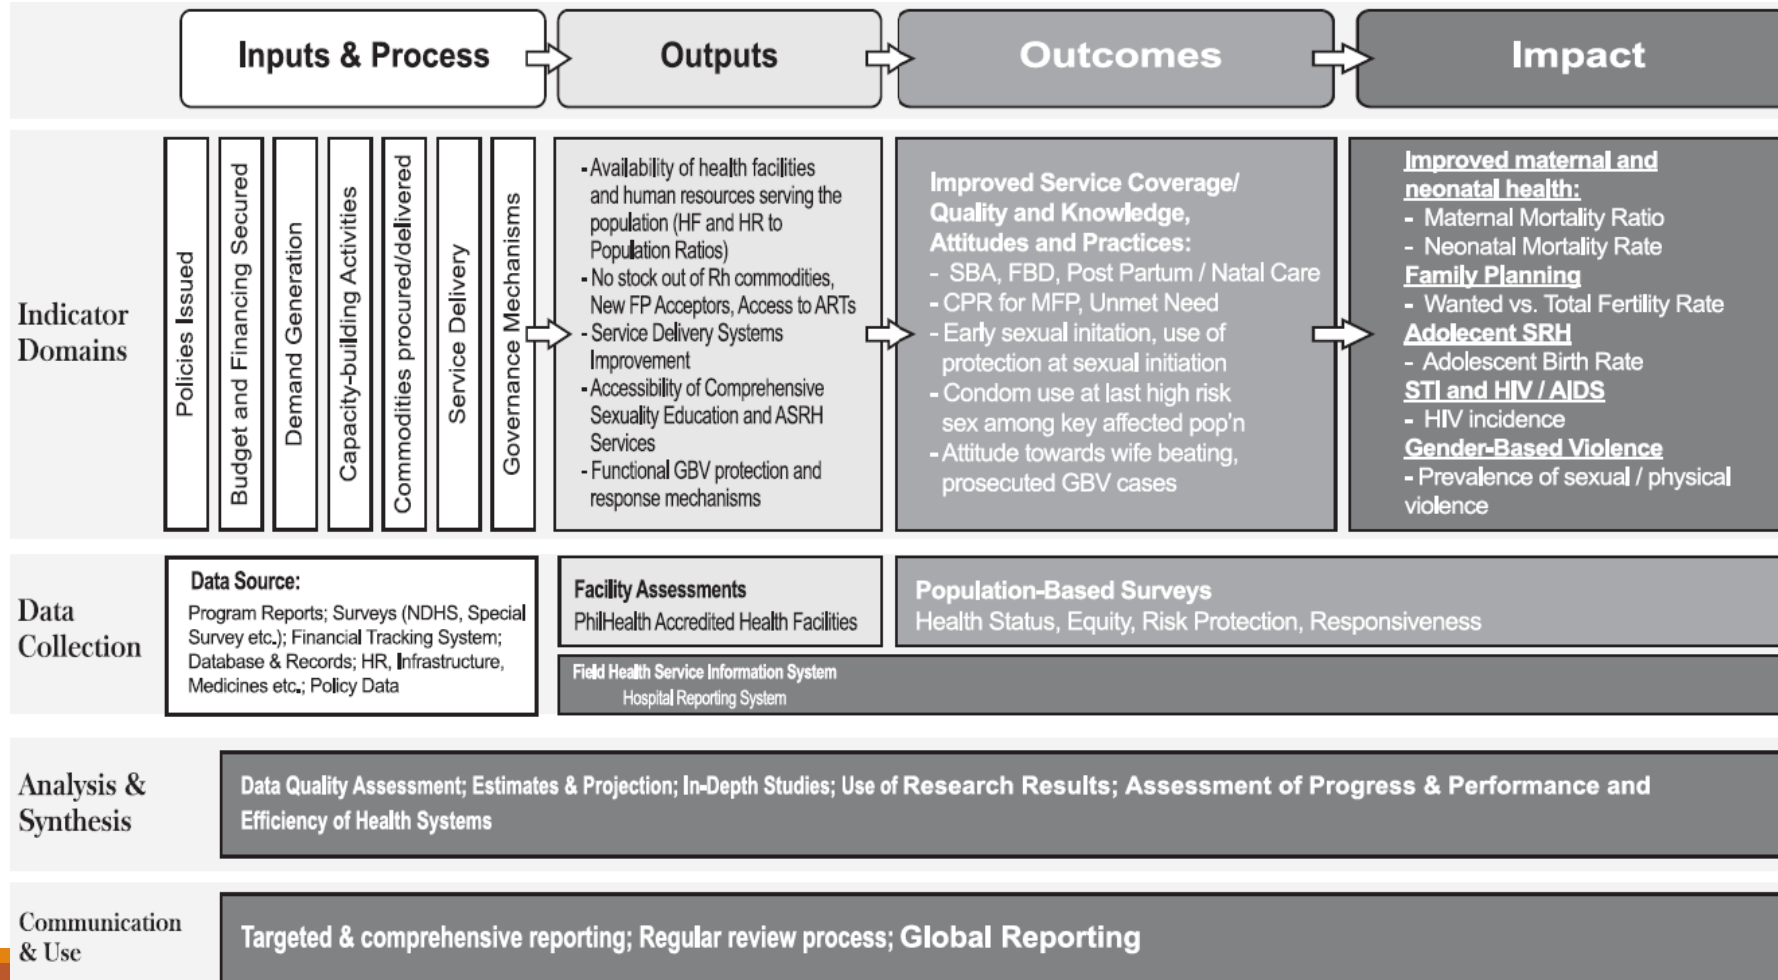 Inputs & Process
Outputs
Outcomes
Impact
Indicator
Domains
Policies Issued
Budget and Financing Secured
Demand Generation
Capacity-building Activities
Commodities procured/delivered
Service Delivery
Governance Mechanisms
- Availability of health facilities
and human resources serving the
population (HF and HR to
Population Ratios)
- No stock out of Rh commodities,
New FP Acceptors, Access to ARTs
- Service Delivery Systems
Improvement
- Accessibility of Comprehensive
Sexuality Education and ASRH
Services
- Functional GBV protection and
response mechanisms
Improved Service Coverage/
Quality and Knowledge,
Attitudes and Practices:
- SBA, FBD, Post Partum / Natal Care
- CPR for MFP, Unmet Need
- Early sexual initation, use of
protection at sexual initiation
- Condom use at last high risk
sex among key affected pop'n
- Attitude towards wife beating,
prosecuted GBV cases
Improved maternal and
neonatal health:
- Maternal Mortality Ratio
- Neonatal Mortality Rate
Family Planning
- Wanted vs. Total Fertility Rate
Adolecent SRH
- Adolescent Birth Rate
STI and HIV / AIDS
- HIV incidence
Gender-Based Violence
- Prevalence of sexual / physical
violence
Data
Collection
Data Source:
Program Reports; Surveys (NDHS, Special
Survey etc.); Financial Tracking System;
Database & Records; HR, Infrastructure,
Medicines etc.; Policy Data
Facility Assessments
PhilHealth Accredited Health Facilities
Population-Based Surveys
Health Status, Equity, Risk Protection, Responsiveness
Field Health Service Information System
Hospital Reporting System
Analysis &
Synthesis
Data Quality Assessment; Estimates & Projection; In-Depth Studies; Use of Research Results; Assessment of Progress & Performance and
Efficiency of Health Systems
Communication
& Use
Targeted & comprehensive reporting; Regular review process; Global Reporting